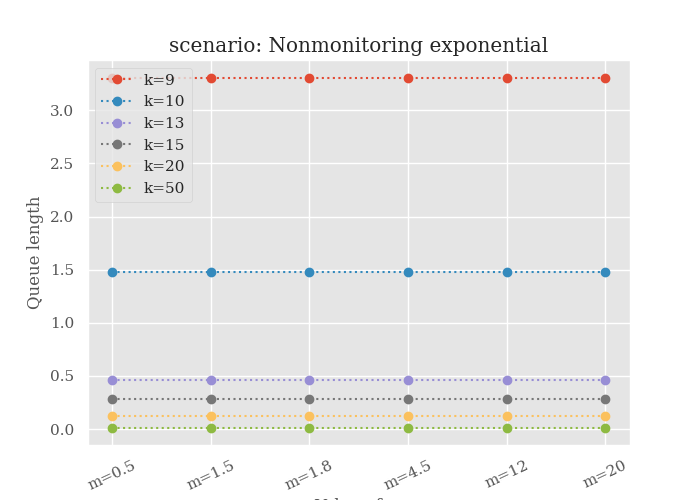 scenario: Nonmonitoring exponential
k=9
k=10
k=13
k=15
k=20
k=50
Queue length
3.0
2.5
2.0
1.5
1.0
0.5
0.0
m=0.5
m=1.5
m=1.8
m=4.5
m=12
m=20